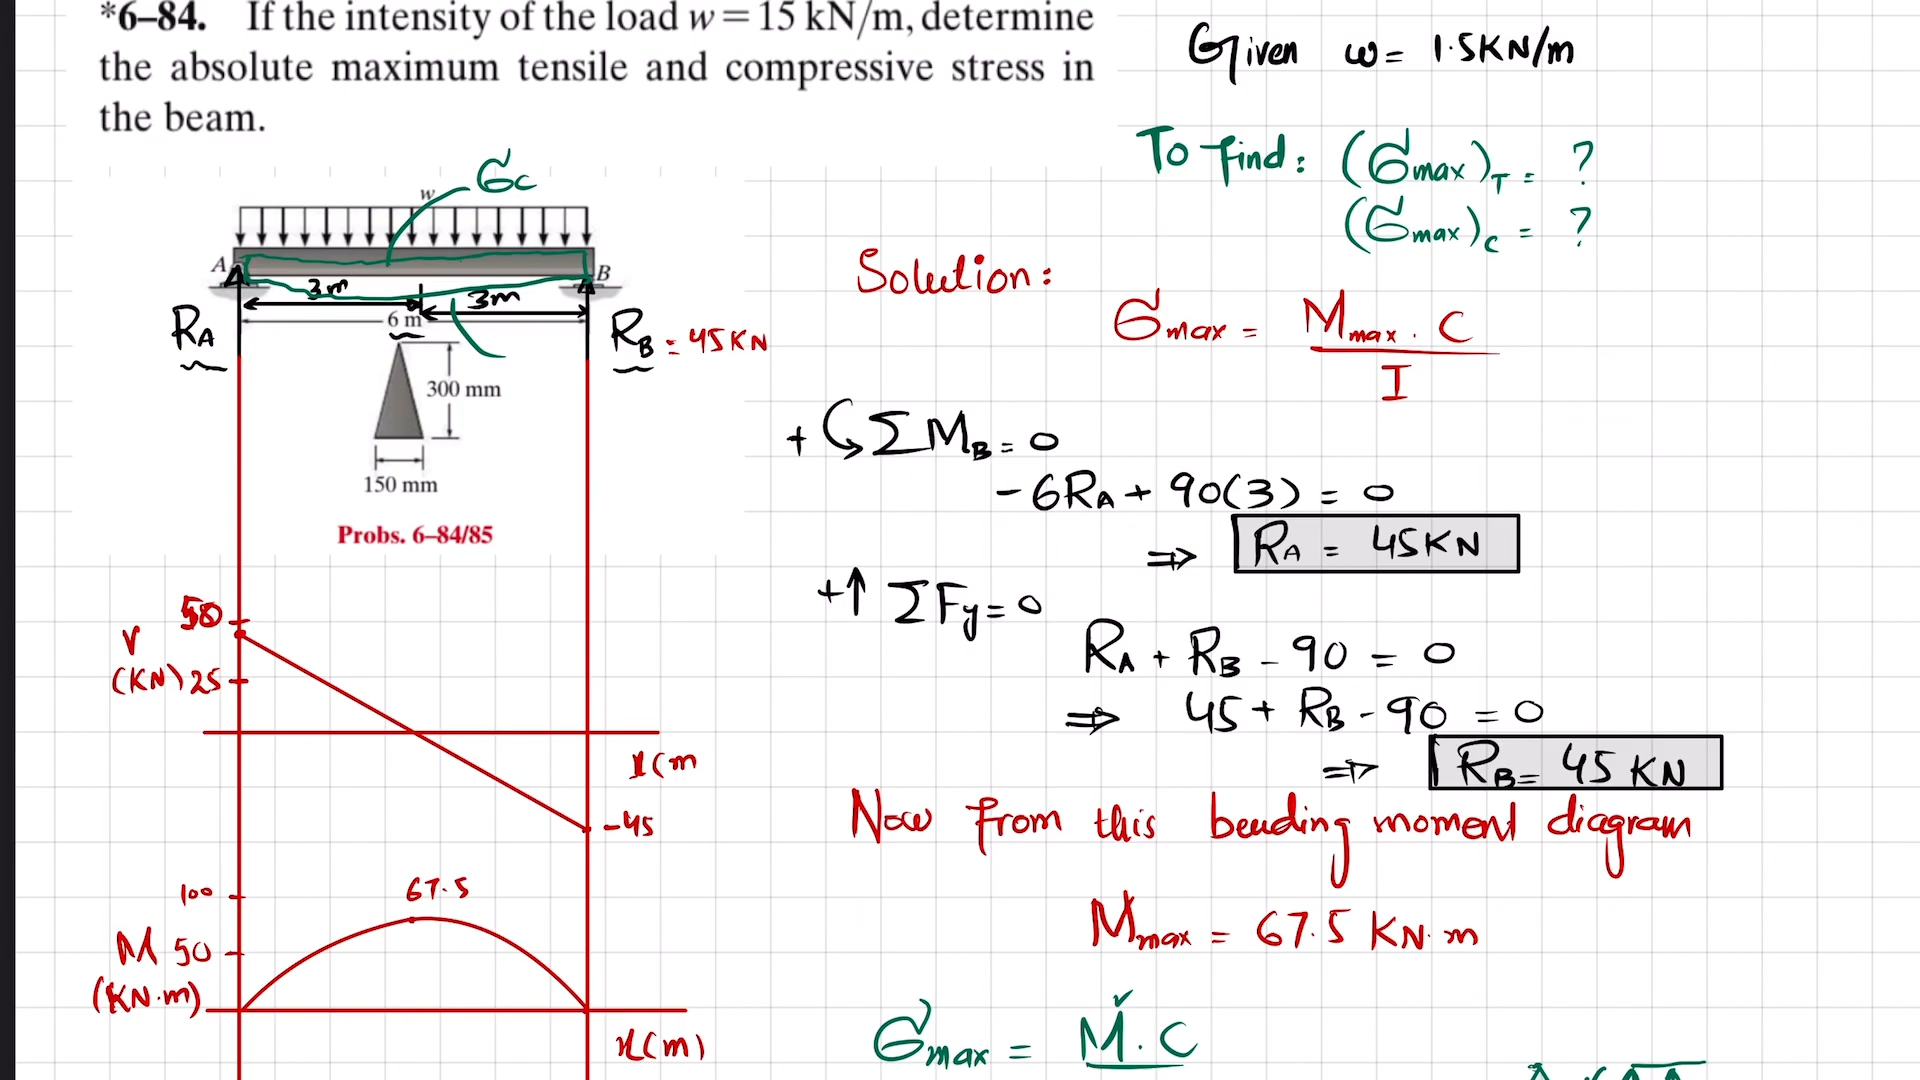 *6–84. If the intensity of the load w = 15 kN/m, determine
the absolute maximum tensile and compressive stress in
the beam.
Given w = 1.5KN/m
To find: (σmax)T = ?
(σmax)c = ?
σc
w
A
B
3m
3m
6 m
RA
RB = 45KN
300 mm
150 mm
Probs. 6–84/85
Solution:
σmax = Mmax . C
I
+ ΣMB = 0
-6RA + 90(3) = 0
⇒ RA = 45KN
+↑ ΣFy = 0
RA + RB - 90 = 0
⇒ 45 + RB - 90 = 0
⇒ RB = 45 KN
Now from this bending moment diagram
Mmax = 67.5 KN.m
σmax = M . C
50
V
(KN) 25
x(m
-45
100
67.5
M 50
(KN.m)
x(m)